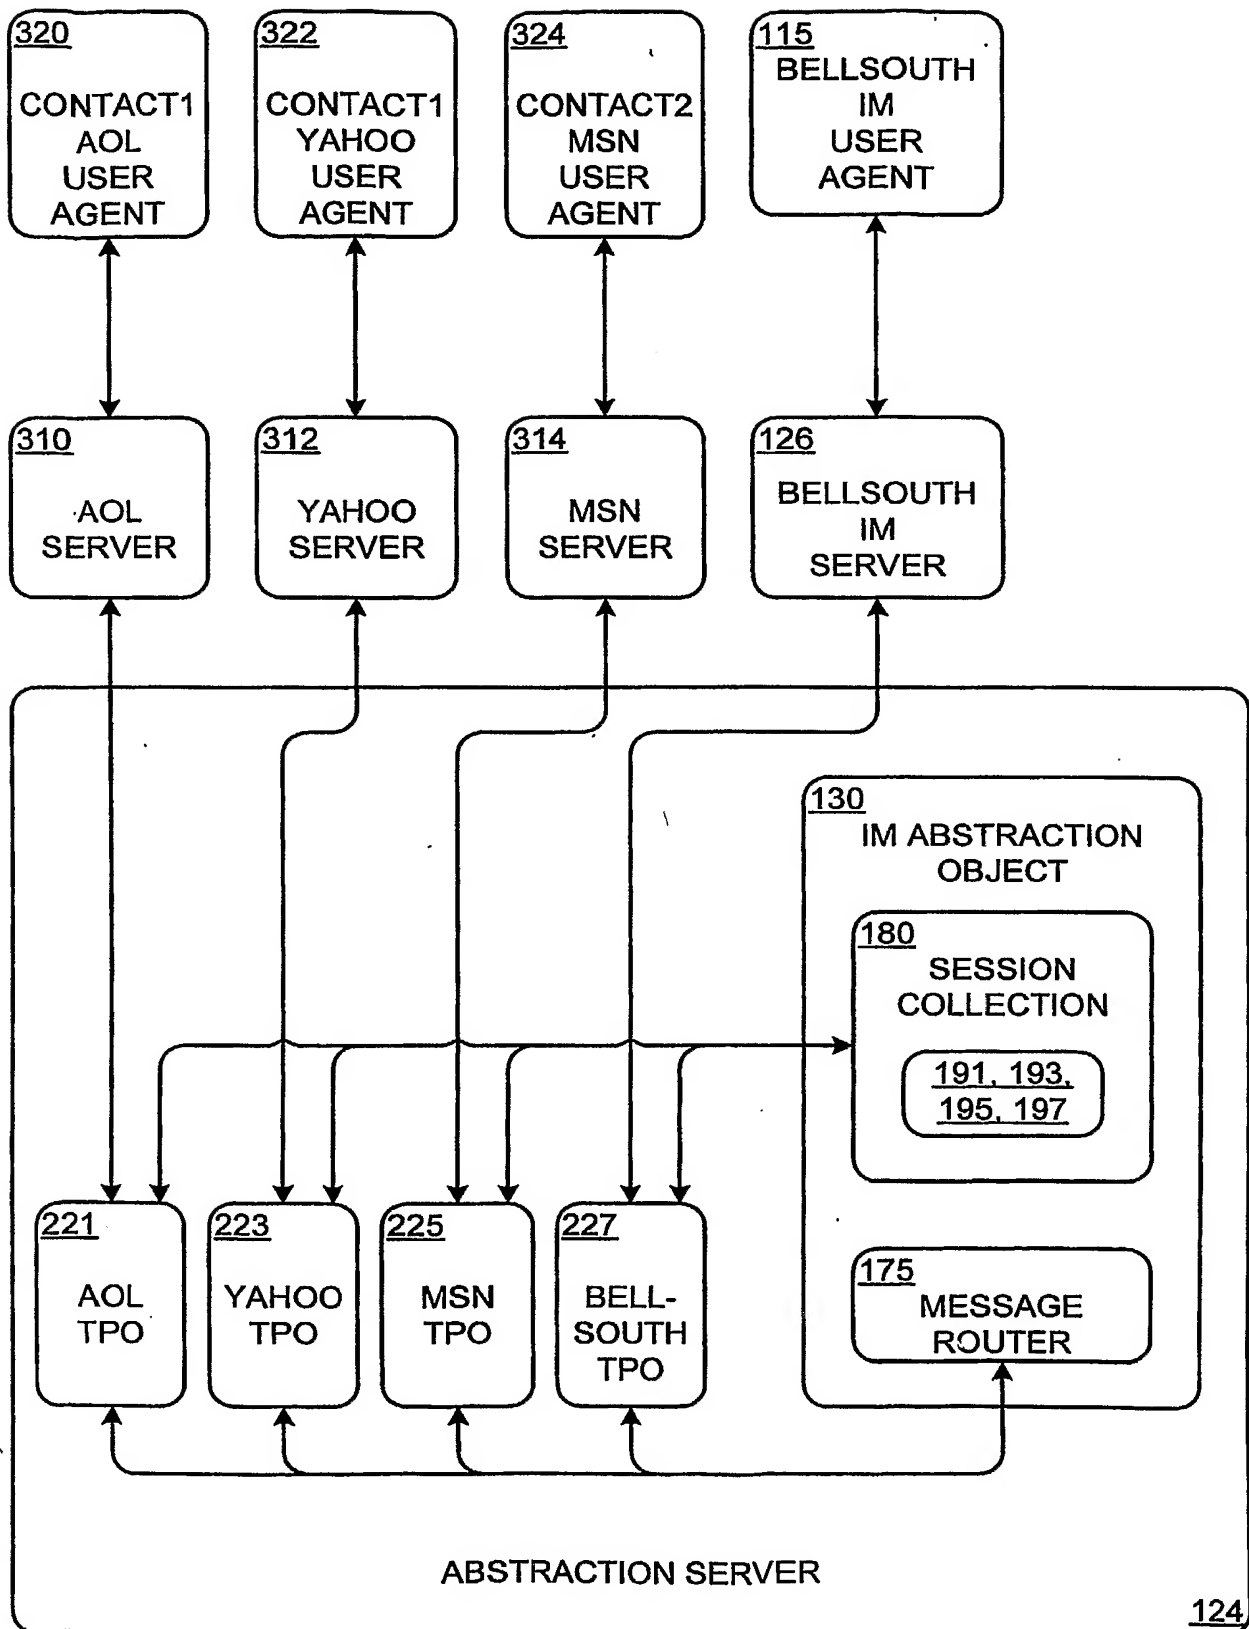 320
CONTACT1
AOL
USER
AGENT
322
CONTACT1
YAHOO
USER
AGENT
324
CONTACT2
MSN
USER
AGENT
115
BELLSOUTH
IM
USER
AGENT
310
AOL
SERVER
312
YAHOO
SERVER
314
MSN
SERVER
126
BELLSOUTH
IM
SERVER
130
IM ABSTRACTION
OBJECT
180
SESSION
COLLECTION
191, 193,
195, 197
221
AOL
TPO
223
YAHOO
TPO
225
MSN
TPO
227
BELL-
SOUTH
TPO
175
MESSAGE
ROUTER
ABSTRACTION SERVER
124